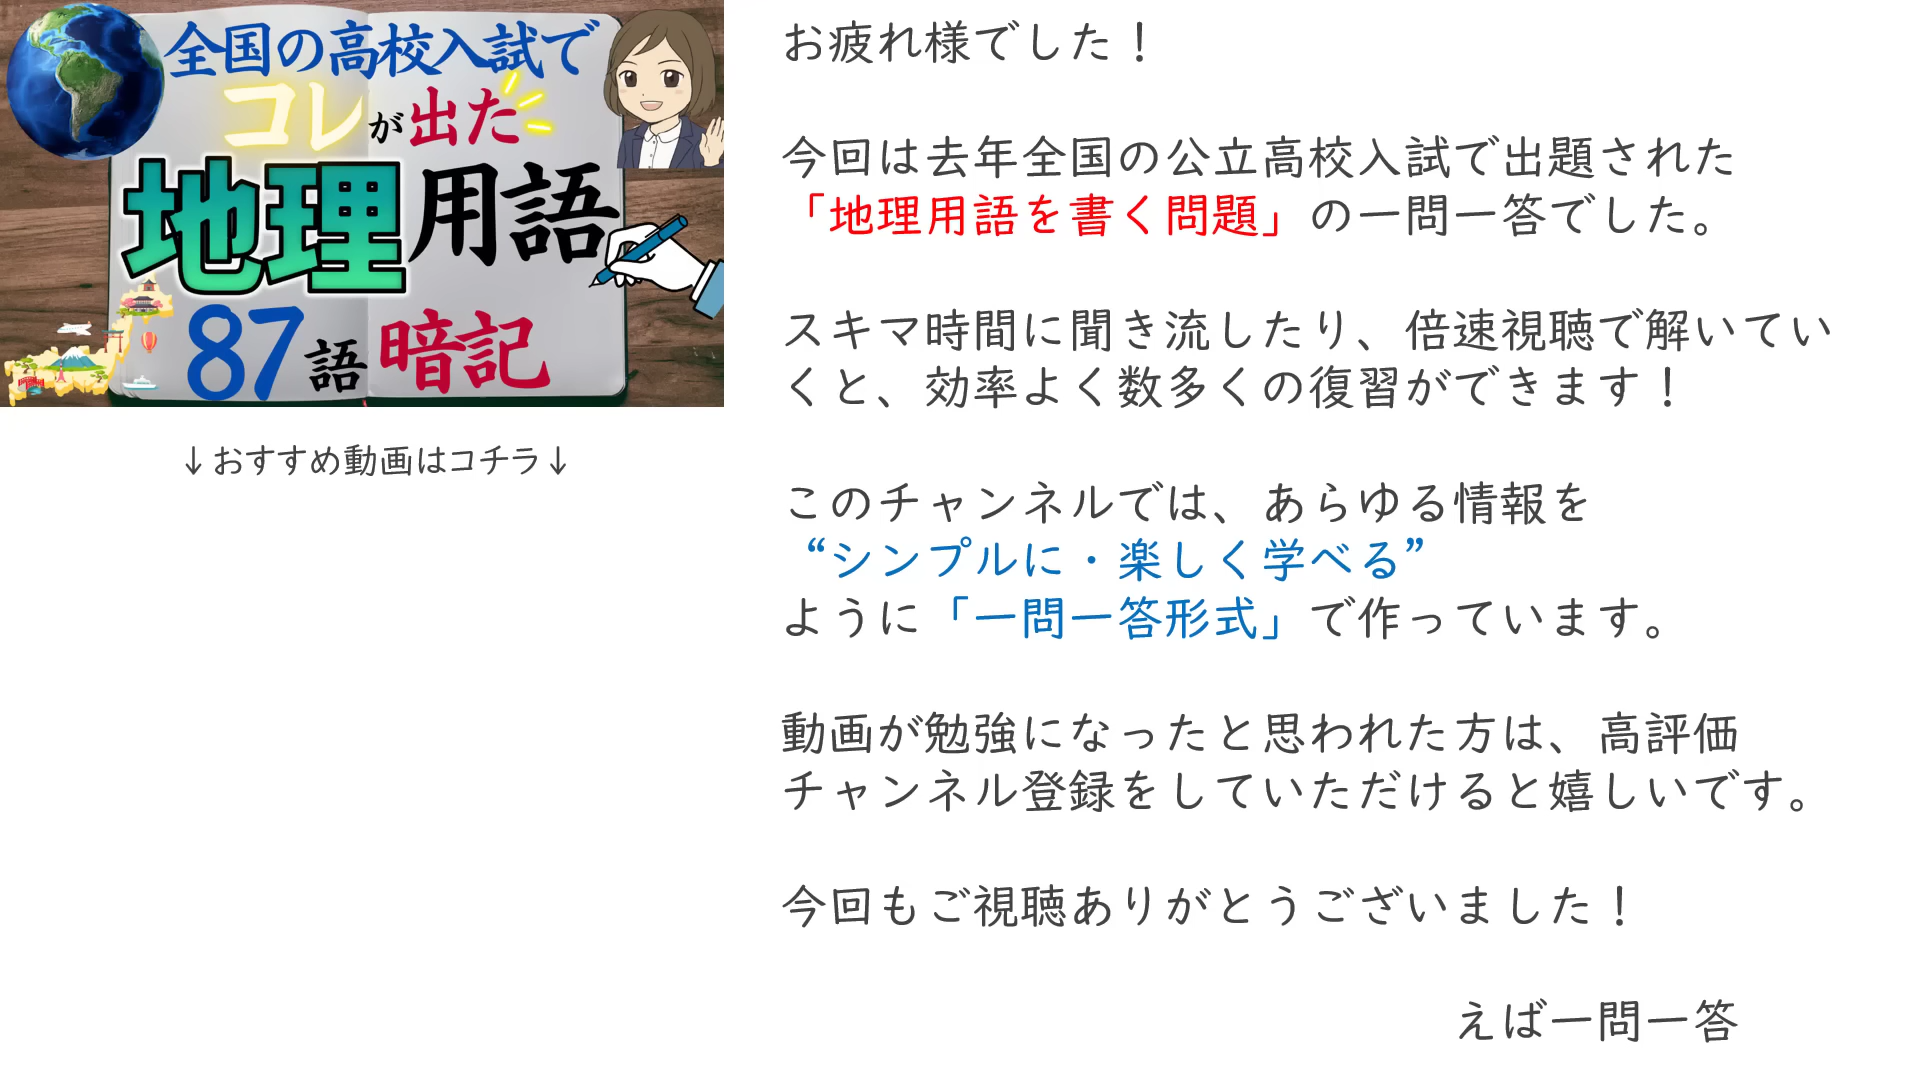 全国の高校入試で
コレが出た
地理用語
87語暗記
↓おすすめ動画はコチラ↓
お疲れ様でした！
今回は去年全国の公立高校入試で出題された
「地理用語を書く問題」の一問一答でした。
スキマ時間に聞き流したり、倍速視聴で解いてい
くと、効率よく数多くの復習ができます！
このチャンネルでは、あらゆる情報を
“シンプルに・楽しく学べる”
ように「一問一答形式」で作っています。
動画が勉強になったと思われた方は、高評価
チャンネル登録をしていただけると嬉しいです。
今回もご視聴ありがとうございました！
えば一問一答